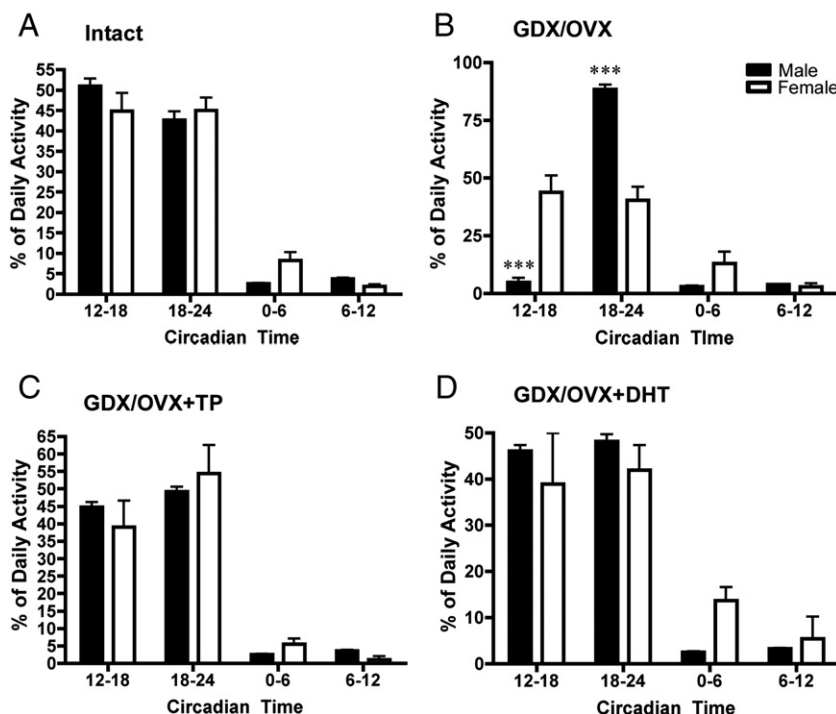 A
Intact
% of Daily Activity
55
50
45
40
35
30
25
20
15
10
5
0
12-18 18-24 0-6 6-12
Circadian Time
B
GDX/OVX
Male
Female
% of Daily Activity
100
75
50
25
0
***
***
12-18 18-24 0-6 6-12
Circadian TIme
C
GDX/OVX+TP
% of Daily Activity
65
60
55
50
45
40
35
30
25
20
15
10
5
0
12-18 18-24 0-6 6-12
Circadian Time
D
GDX/OVX+DHT
% of Daily Activity
50
40
30
20
10
0
12-18 18-24 0-6 6-12
Circadian Time